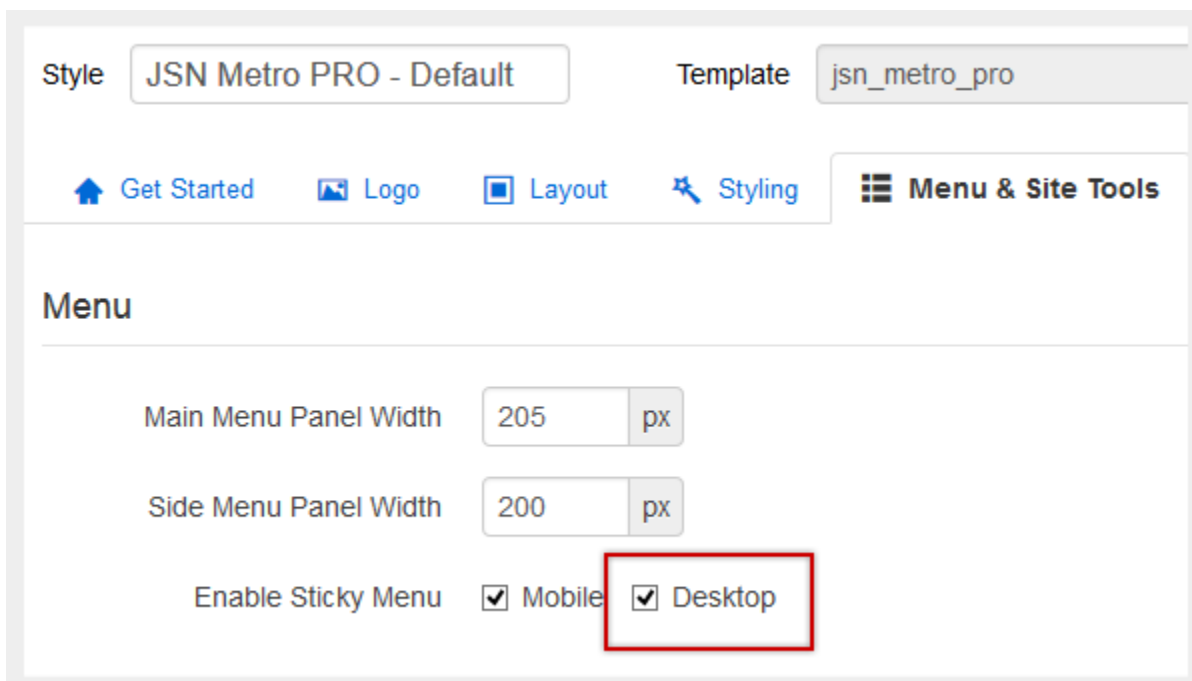 Style JSN Metro PRO - Default Template jsn_metro_pro
Get Started Logo Layout Styling Menu & Site Tools
Menu
Main Menu Panel Width 205 px
Side Menu Panel Width 200 px
Enable Sticky Menu Mobile Desktop